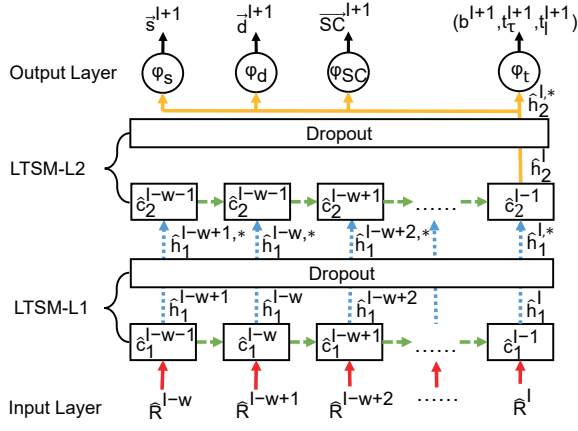 s⃗^{l+1} d⃗^{l+1} SC⃗^{l+1} (b^{l+1},t_τ^{l+1},t_l^{l+1})
Output Layer φ_s φ_d φ_SC φ_t
ĥ_2^{l,*}
Dropout
LTSM-L2 ĥ_2^l
ĉ_2^{l-w-1} ĉ_2^{l-w-1} ĉ_2^{l-w+1} ...... ĉ_2^{l-1}
ĥ_1^{l-w+1,*} ĥ_1^{l-w,*} ĥ_1^{l-w+2,*} ...... ĥ_1^{l,*}
Dropout
LTSM-L1 ĥ_1^{l-w+1} ĥ_1^{l-w} ĥ_1^{l-w+2} ĥ_1^l
ĉ_1^{l-w-1} ĉ_1^{l-w} ĉ_1^{l-w+1} ...... ĉ_1^{l-1}
Input Layer R̂^{l-w} R̂^{l-w+1} R̂^{l-w+2} ...... R̂^l